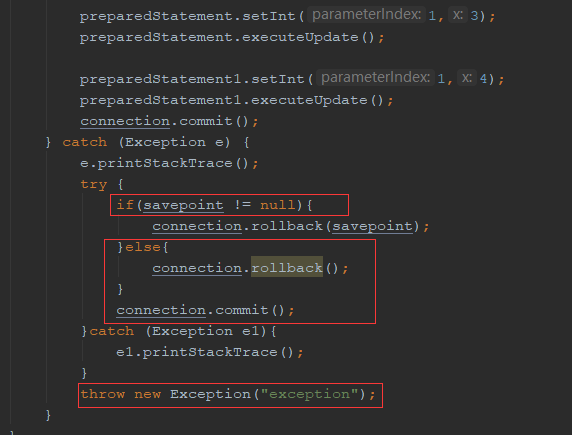 preparedStatement.setInt( parameterIndex: 1, x: 3);
preparedStatement.executeUpdate();
preparedStatement1.setInt( parameterIndex: 1, x: 4);
preparedStatement1.executeUpdate();
connection.commit();
} catch (Exception e) {
e.printStackTrace();
try {
if(savepoint != null){
connection.rollback(savepoint);
}else{
connection.rollback();
}
connection.commit();
}catch (Exception e1){
e1.printStackTrace();
}
throw new Exception("exception");
}